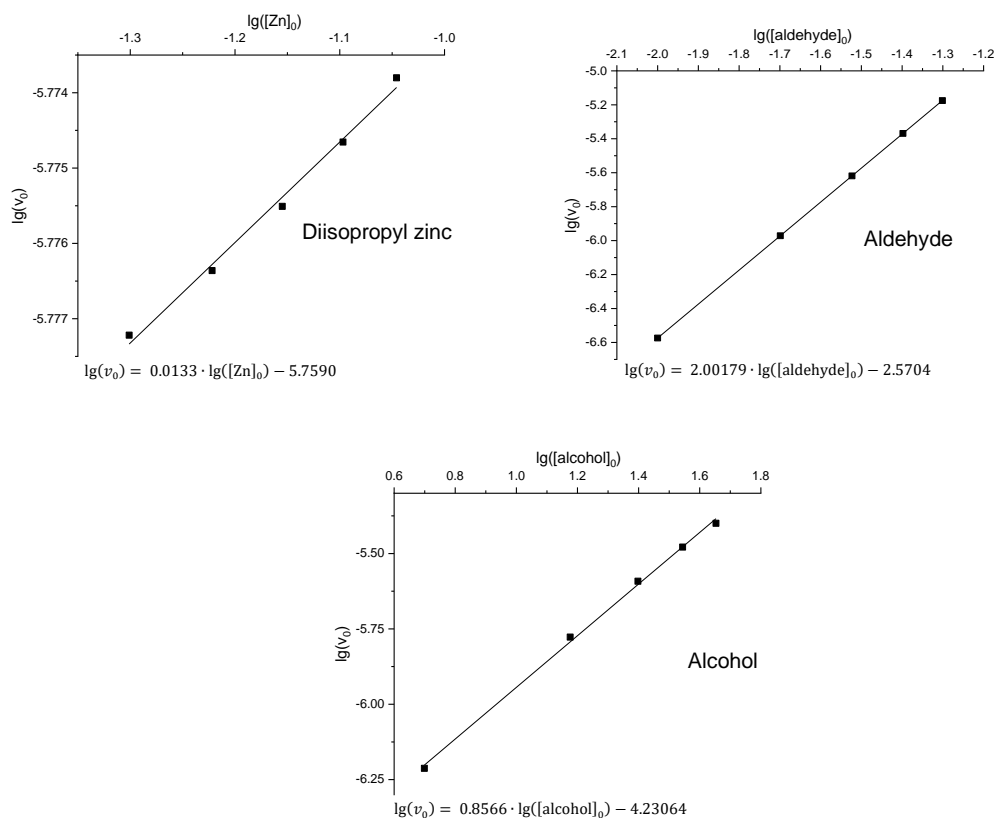 lg([Zn]₀)
-1.3 -1.2 -1.1 -1.0
-5.774
-5.775
-5.776
-5.777
lg(v₀)
Diisopropyl zinc
lg(v₀) = 0.0133 · lg([Zn]₀) − 5.7590
lg([aldehyde]₀)
-2.1 -2.0 -1.9 -1.8 -1.7 -1.6 -1.5 -1.4 -1.3 -1.2
-5.0
-5.2
-5.4
-5.6
-5.8
-6.0
-6.2
-6.4
-6.6
lg(v₀)
Aldehyde
lg(v₀) = 2.00179 · lg([aldehyde]₀) − 2.5704
lg([alcohol]₀)
0.6 0.8 1.0 1.2 1.4 1.6 1.8
-5.50
-5.75
-6.00
-6.25
lg(v₀)
Alcohol
lg(v₀) = 0.8566 · lg([alcohol]₀) − 4.23064